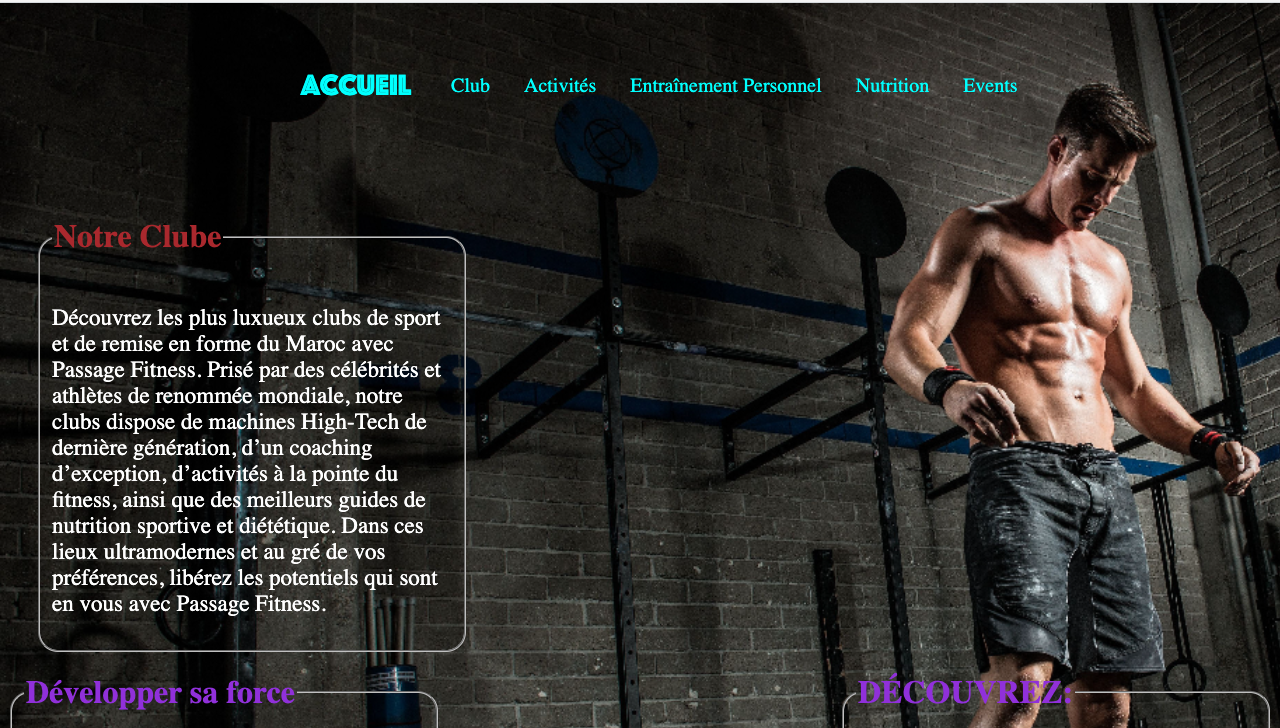 ACCUEIL Club Activités Entraînement Personnel Nutrition Events
Notre Clube
Découvrez les plus luxueux clubs de sport
et de remise en forme du Maroc avec
Passage Fitness. Prisé par des célébrités et
athlètes de renommée mondiale, notre
clubs dispose de machines High-Tech de
dernière génération, d’un coaching
d’exception, d’activités à la pointe du
fitness, ainsi que des meilleurs guides de
nutrition sportive et diététique. Dans ces
lieux ultramodernes et au gré de vos
préférences, libérez les potentiels qui sont
en vous avec Passage Fitness.
Développer sa force
DÉCOUVREZ: